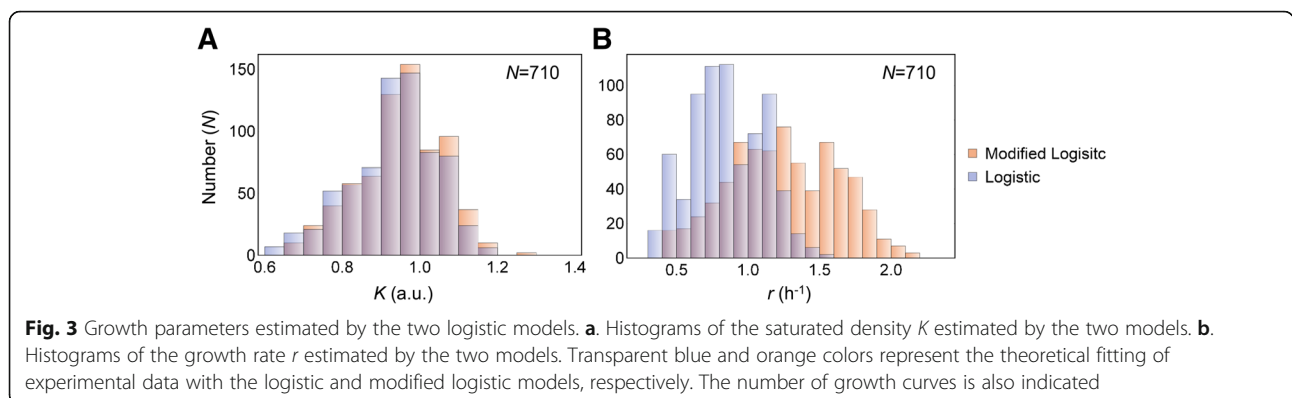 A
B
N=710
N=710
150
100
50
0
Number (N)
0.6 0.8 1.0 1.2 1.4
K (a.u.)
100
80
60
40
20
0
0.5 1.0 1.5 2.0
r (h-1)
Modified Logisitc
Logistic
Fig. 3 Growth parameters estimated by the two logistic models. a. Histograms of the saturated density K estimated by the two models. b.
Histograms of the growth rate r estimated by the two models. Transparent blue and orange colors represent the theoretical fitting of
experimental data with the logistic and modified logistic models, respectively. The number of growth curves is also indicated